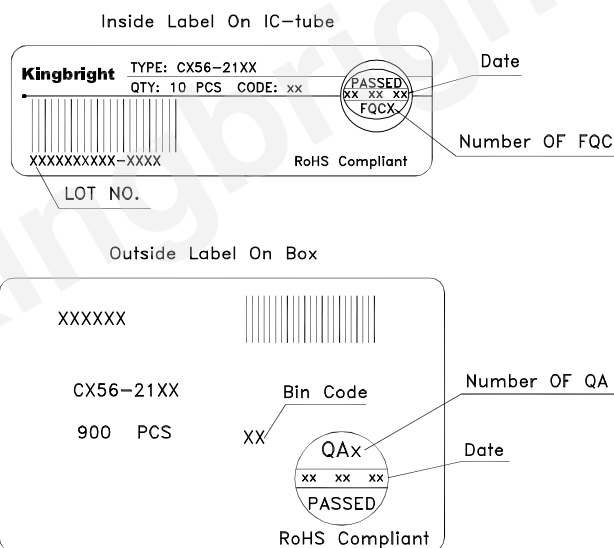 Inside Label On IC-tube
Kingbright
TYPE: CX56-21XX
QTY: 10 PCS CODE: xx
PASSED
xx xx xx
FQCX
Date
Number OF FQC
XXXXXXXXXX-XXXX
RoHS Compliant
LOT NO.
Outside Label On Box
XXXXXX
CX56-21XX
Bin Code
Number OF QA
900 PCS
XX
QAx
xx xx xx
PASSED
Date
RoHS Compliant
Kingbright